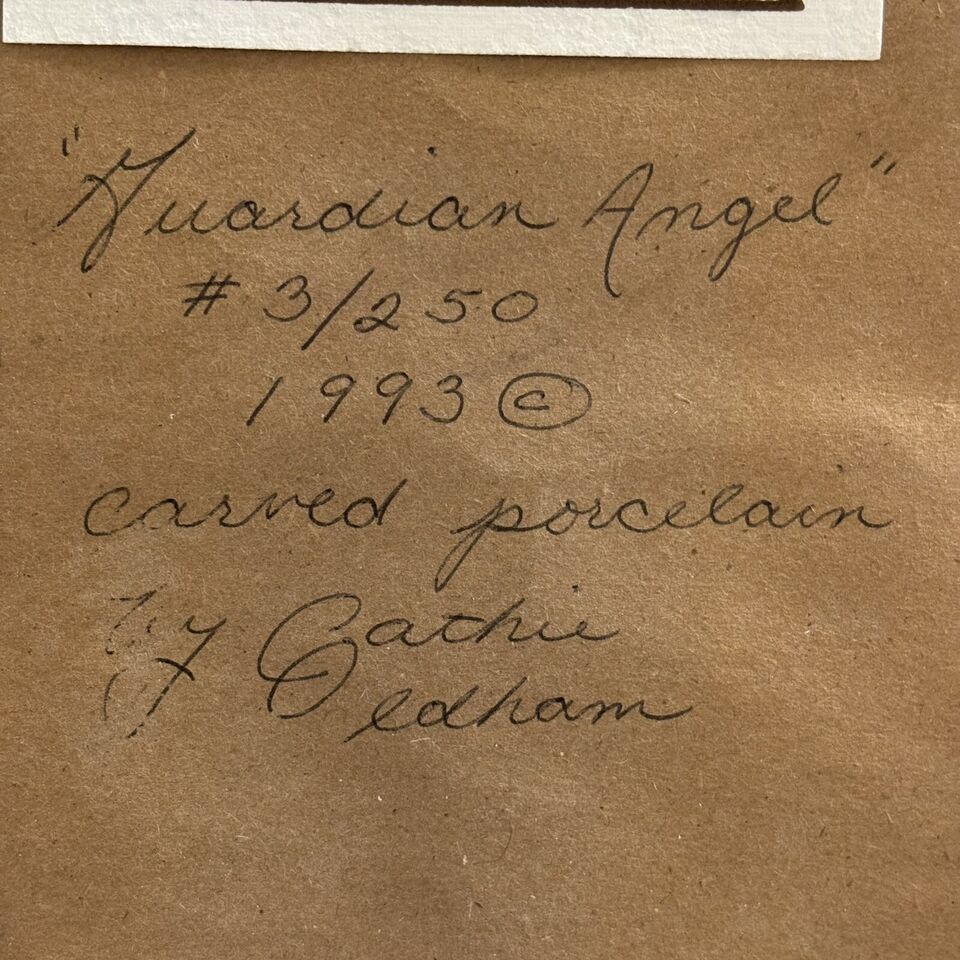 "Guardian Angel"
# 3/250
1993 ©
carved porcelain
by Cathie
Oldham